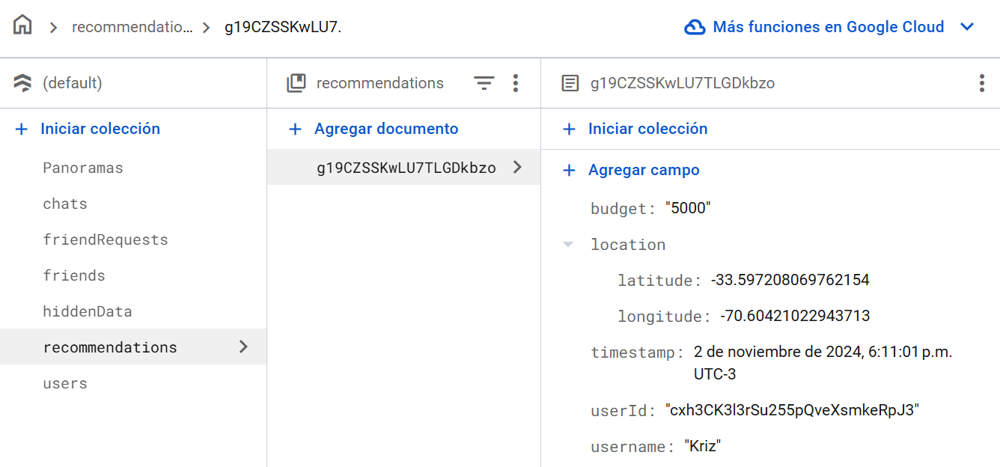 recommendatio... > g19CZSSKwLU7.
Más funciones en Google Cloud
(default)
Iniciar colección
Panoramas
chats
friendRequests
friends
hiddenData
recommendations
users
recommendations
Agregar documento
g19CZSSKwLU7TLGDkbzo
g19CZSSKwLU7TLGDkbzo
Iniciar colección
Agregar campo
budget: "5000"
location
latitude: -33.597208069762154
longitude: -70.60421022943713
timestamp: 2 de noviembre de 2024, 6:11:01 p.m.
UTC-3
userId: "cxh3CK3l3rSu255pQveXsmkeRpJ3"
username: "Kriz"